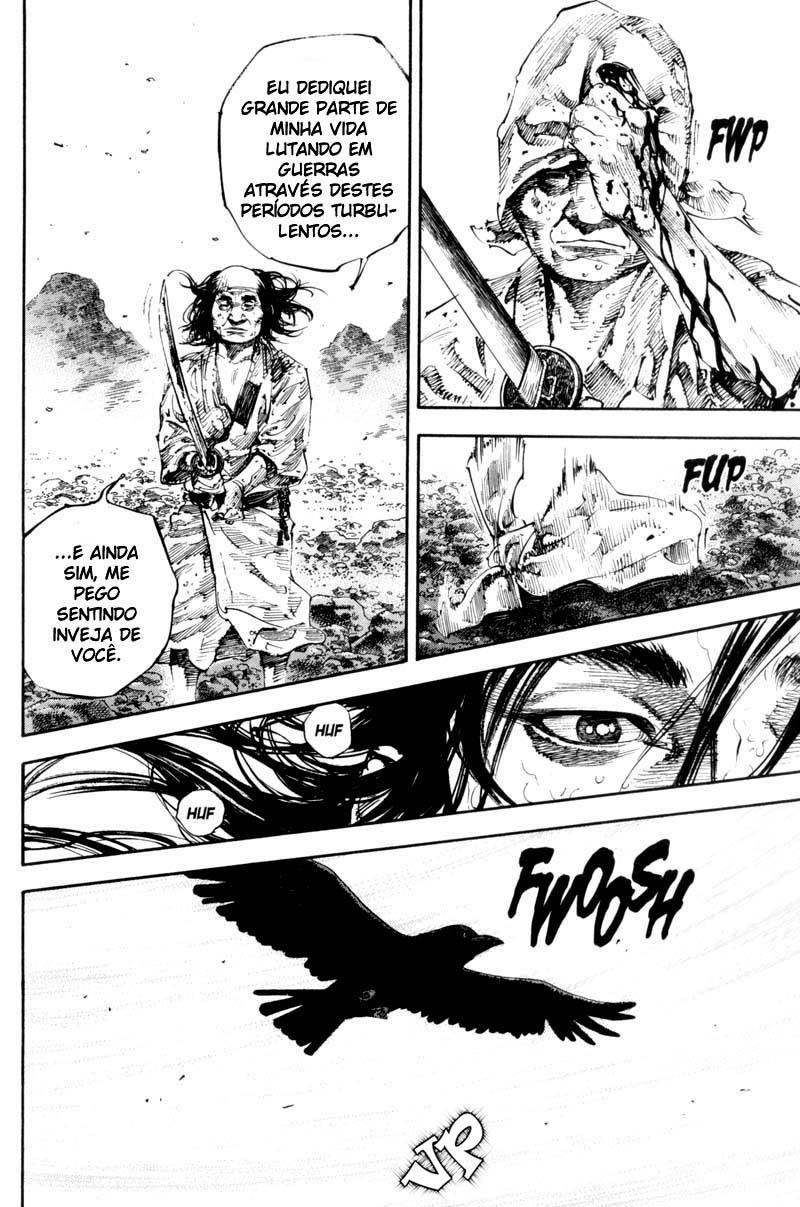 FWP
FUP
EU DEDIQUEI
GRANDE PARTE DE
MINHA VIDA
LUTANDO EM
GUERRAS
ATRAVÉS DESTES
PERÍODOS TURBU-
LENTOS...
...E AINDA
SIM, ME
PEGO
SENTINDO
INVEJA DE
VOCÊ.
HUF
HUF
FWOOSH
VP